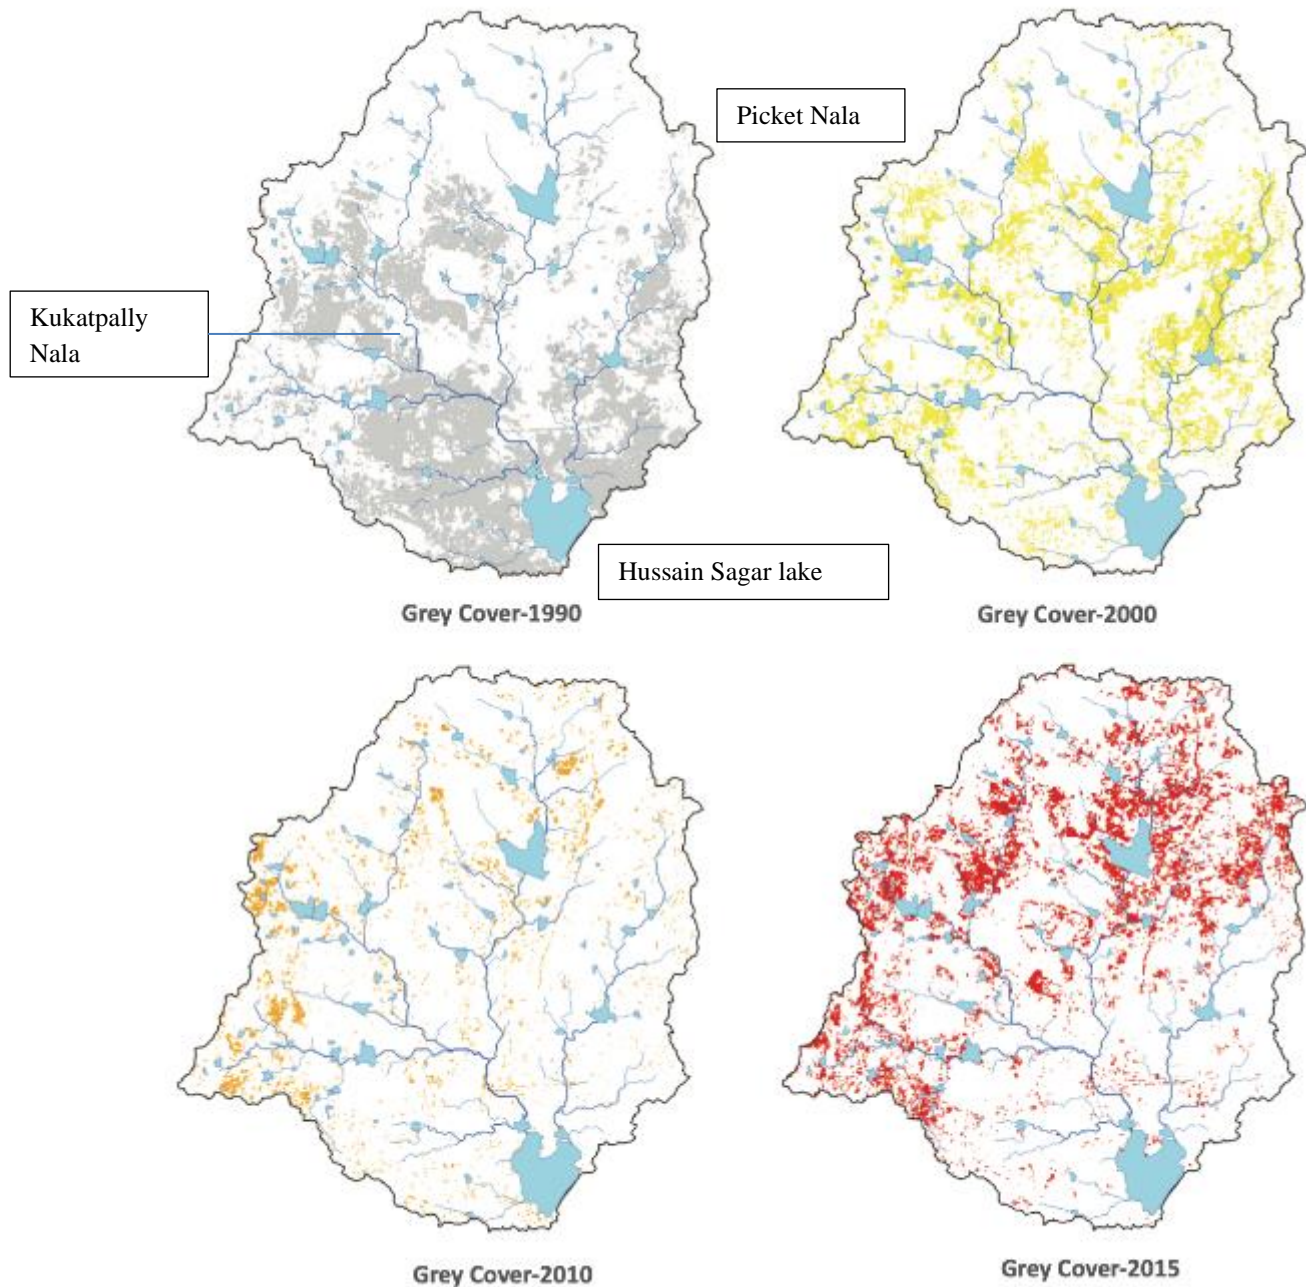 Picket Nala
Kukatpally
Nala
Hussain Sagar lake
Grey Cover-1990
Grey Cover-2000
Grey Cover-2010
Grey Cover-2015